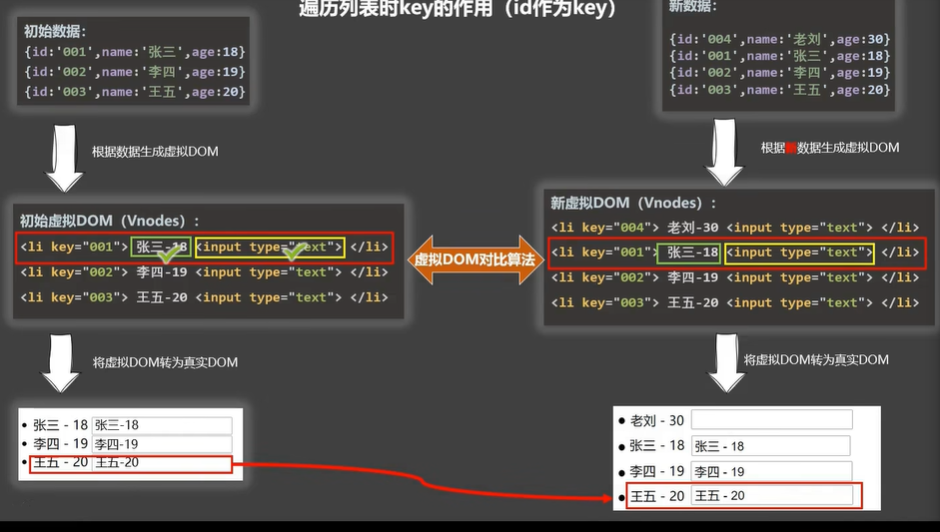 遍历列表时key的作用（id作为key）
初始数据：
{id:'001',name:'张三',age:18}
{id:'002',name:'李四',age:19}
{id:'003',name:'王五',age:20}
新数据：
{id:'004',name:'老刘',age:30}
{id:'001',name:'张三',age:18}
{id:'002',name:'李四',age:19}
{id:'003',name:'王五',age:20}
根据数据生成虚拟DOM
根据 数据生成虚拟DOM
初始虚拟DOM（Vnodes）：
<li key="001"> 张三-18 <input type="text"> </li>
<li key="002"> 李四-19 <input type="text"> </li>
<li key="003"> 王五-20 <input type="text"> </li>
虚拟DOM对比算法
新虚拟DOM（Vnodes）：
<li key="004"> 老刘-30 <input type="text"> </li>
<li key="001"> 张三-18 <input type="text"> </li>
<li key="002"> 李四-19 <input type="text"> </li>
<li key="003"> 王五-20 <input type="text"> </li>
将虚拟DOM转为真实DOM
将虚拟DOM转为真实DOM
张三 - 18 张三-18
李四 - 19 李四-19
王五 - 20 王五-20
老刘 - 30
张三 - 18 张三 - 18
李四 - 19 李四 - 19
王五 - 20 王五 - 20